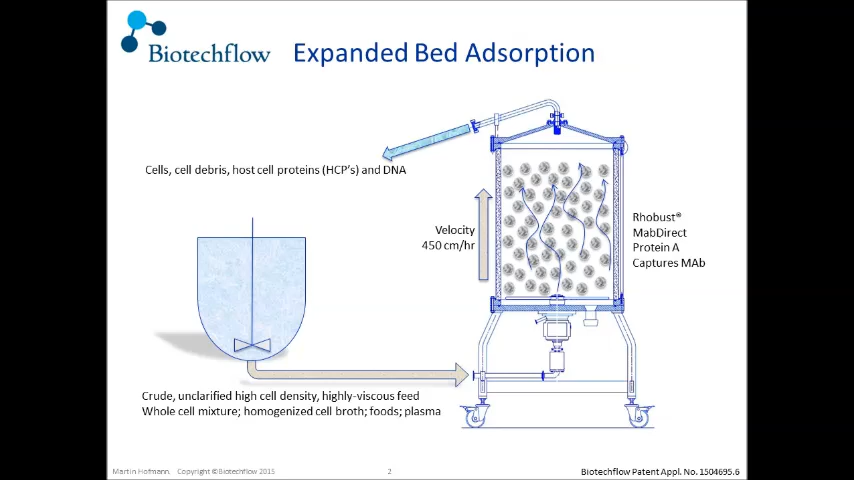 Biotechflow
Expanded Bed Adsorption
Cells, cell debris, host cell proteins (HCP's) and DNA
Velocity
450 cm/hr
Rhobust®
MabDirect
Protein A
Captures MAb
Crude, unclarified high cell density, highly-viscous feed
Whole cell mixture; homogenized cell broth; foods; plasma
Martin Hofmann. Copyright ©Biotechflow 2015
2
Biotechflow Patent Appl. No. 1504695.6